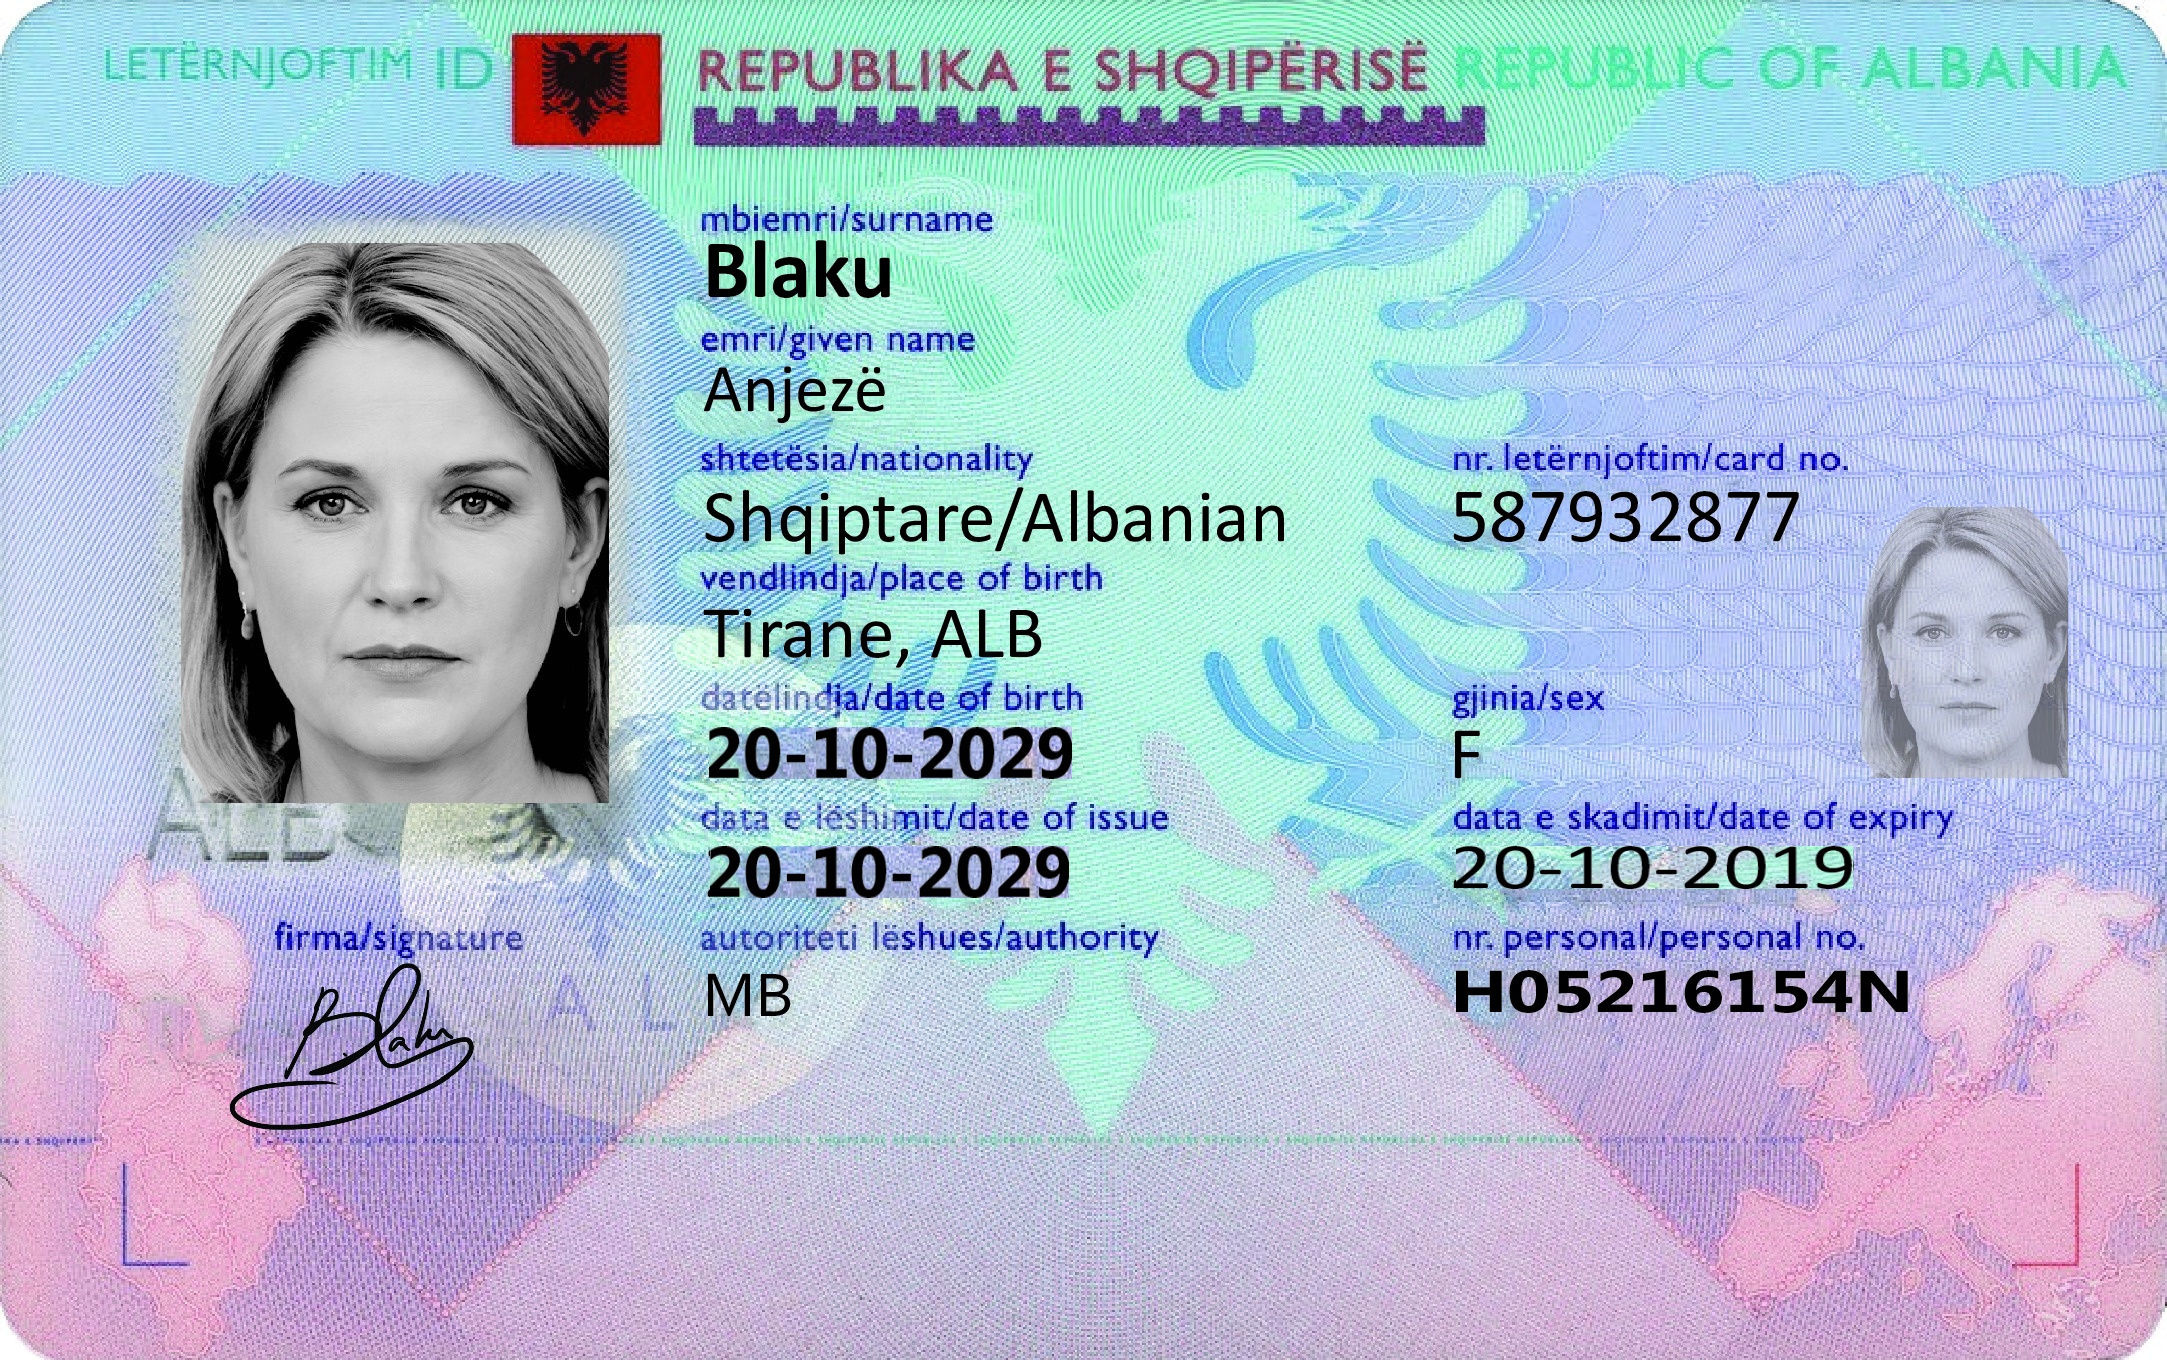 LETËRNJOFTIM ID REPUBLIKA E SHQIPËRISË REPUBLIC OF ALBANIA
mbiemri/surname
Blaku
emri/given name
Anjezë
shtetësia/nationality nr. letërnjoftim/card no.
Shqiptare/Albanian 587932877
vendlindja/place of birth
Tirane, ALB
datëlindja/date of birth gjinia/sex
20-10-2029 F
ALB
data e lëshimit/date of issue data e skadimit/date of expiry
20-10-2029 20-10-2019
firma/signature autoriteti lëshues/authority nr. personal/personal no.
Blaku A L MB H05216154N